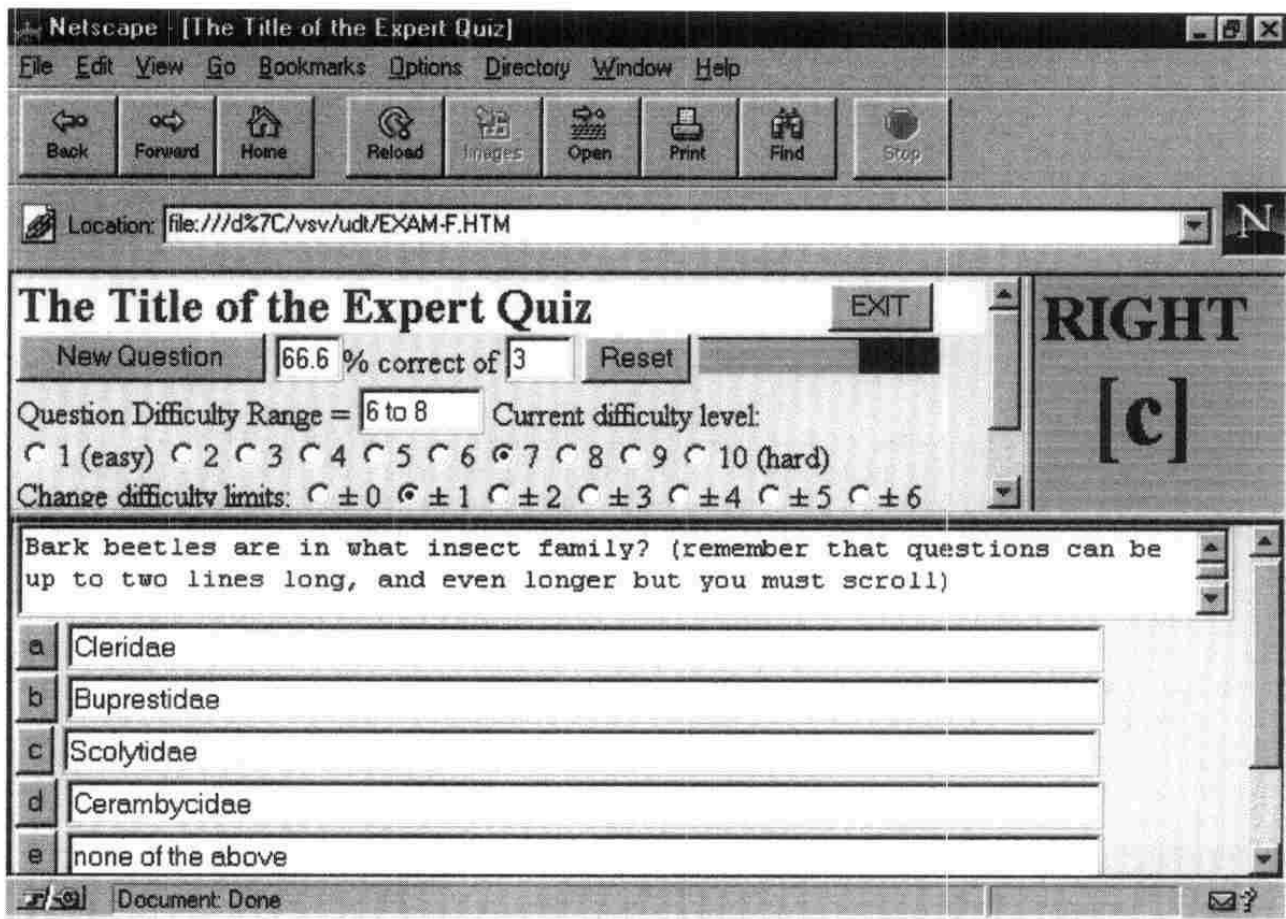 Netscape - [The Title of the Expert Quiz]
File Edit View Go Bookmarks Options Directory Window Help
Back Forward Home Reload Images Open Print Find Stop
Location: file:///d%7C/vsv/udt/EXAM-F.HTM N
The Title of the Expert Quiz EXIT
RIGHT
[c]
New Question 66.6 % correct of 3 Reset
Question Difficulty Range = 6 to 8 Current difficulty level:
1 (easy) 2 3 4 5 6 7 8 9 10 (hard)
Change difficulty limits: ± 0 ± 1 ± 2 ± 3 ± 4 ± 5 ± 6
Bark beetles are in what insect family? (remember that questions can be
up to two lines long, and even longer but you must scroll)
a Cleridae
b Buprestidae
c Scolytidae
d Cerambycidae
e none of the above
Document: Done